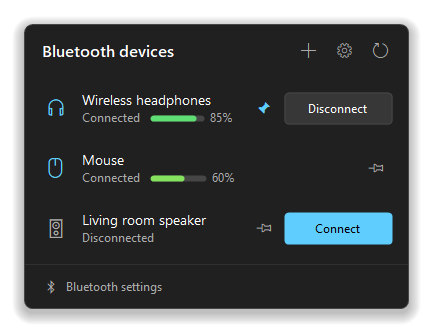 Bluetooth devices
Wireless headphones
Connected 85%
Disconnect
Mouse
Connected 60%
Living room speaker
Disconnected
Connect
Bluetooth settings